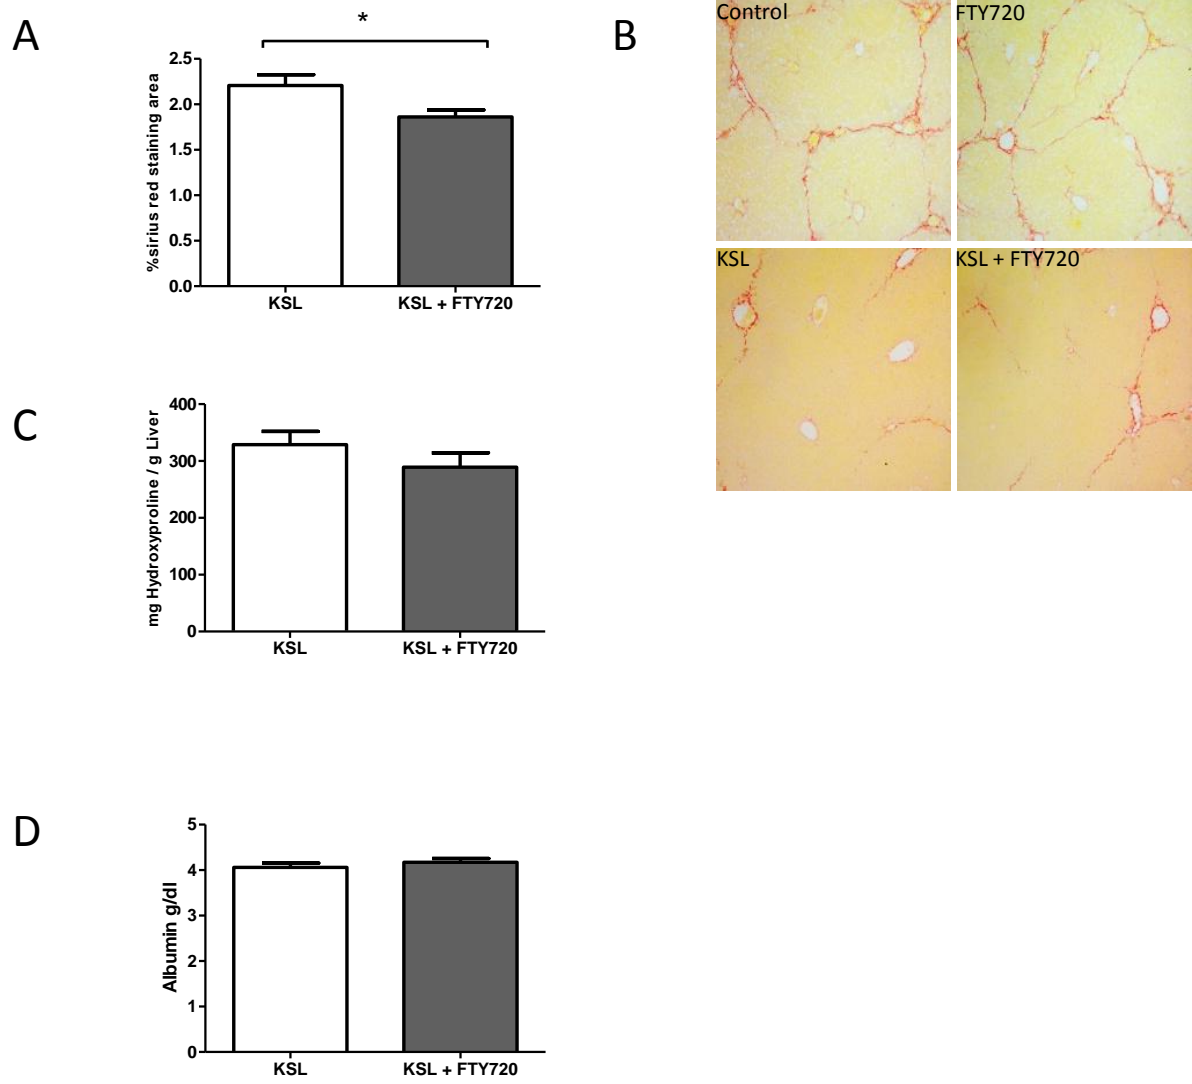 A
*
%sirius red staining area
2.5
2.0
1.5
1.0
0.5
0.0
KSL
KSL + FTY720
B
Control
FTY720
KSL
KSL + FTY720
C
mg Hydroxyproline / g Liver
400
300
200
100
0
KSL
KSL + FTY720
D
Albumin g/dl
5
4
3
2
1
0
KSL
KSL + FTY720